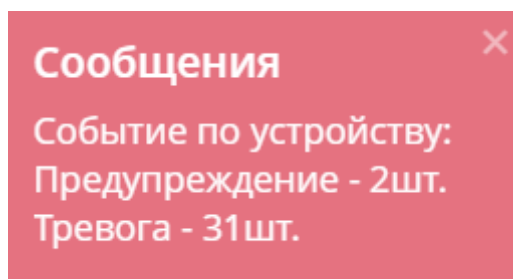 Сообщения
Событие по устройству:
Предупреждение - 2шт.
Тревога - 31шт.